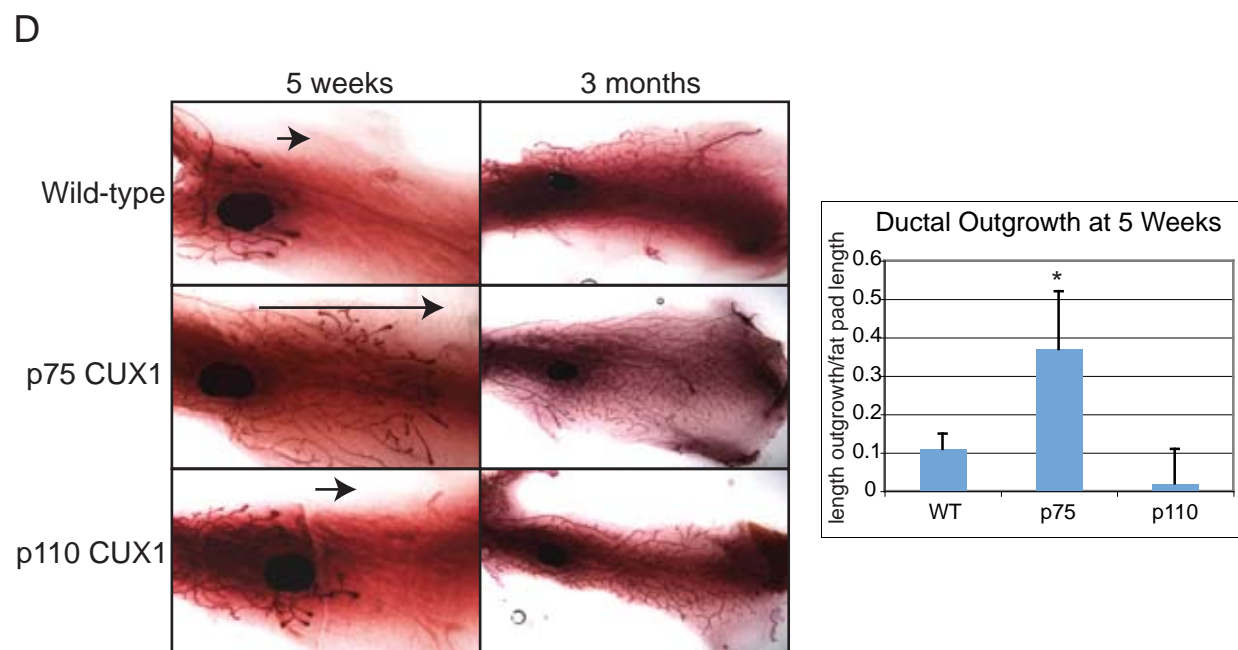 D
5 weeks
3 months
Wild-type
p75 CUX1
p110 CUX1
Ductal Outgrowth at 5 Weeks
length outgrowth/fat pad length
0.6
0.5
0.4
0.3
0.2
0.1
0
*
WT
p75
p110